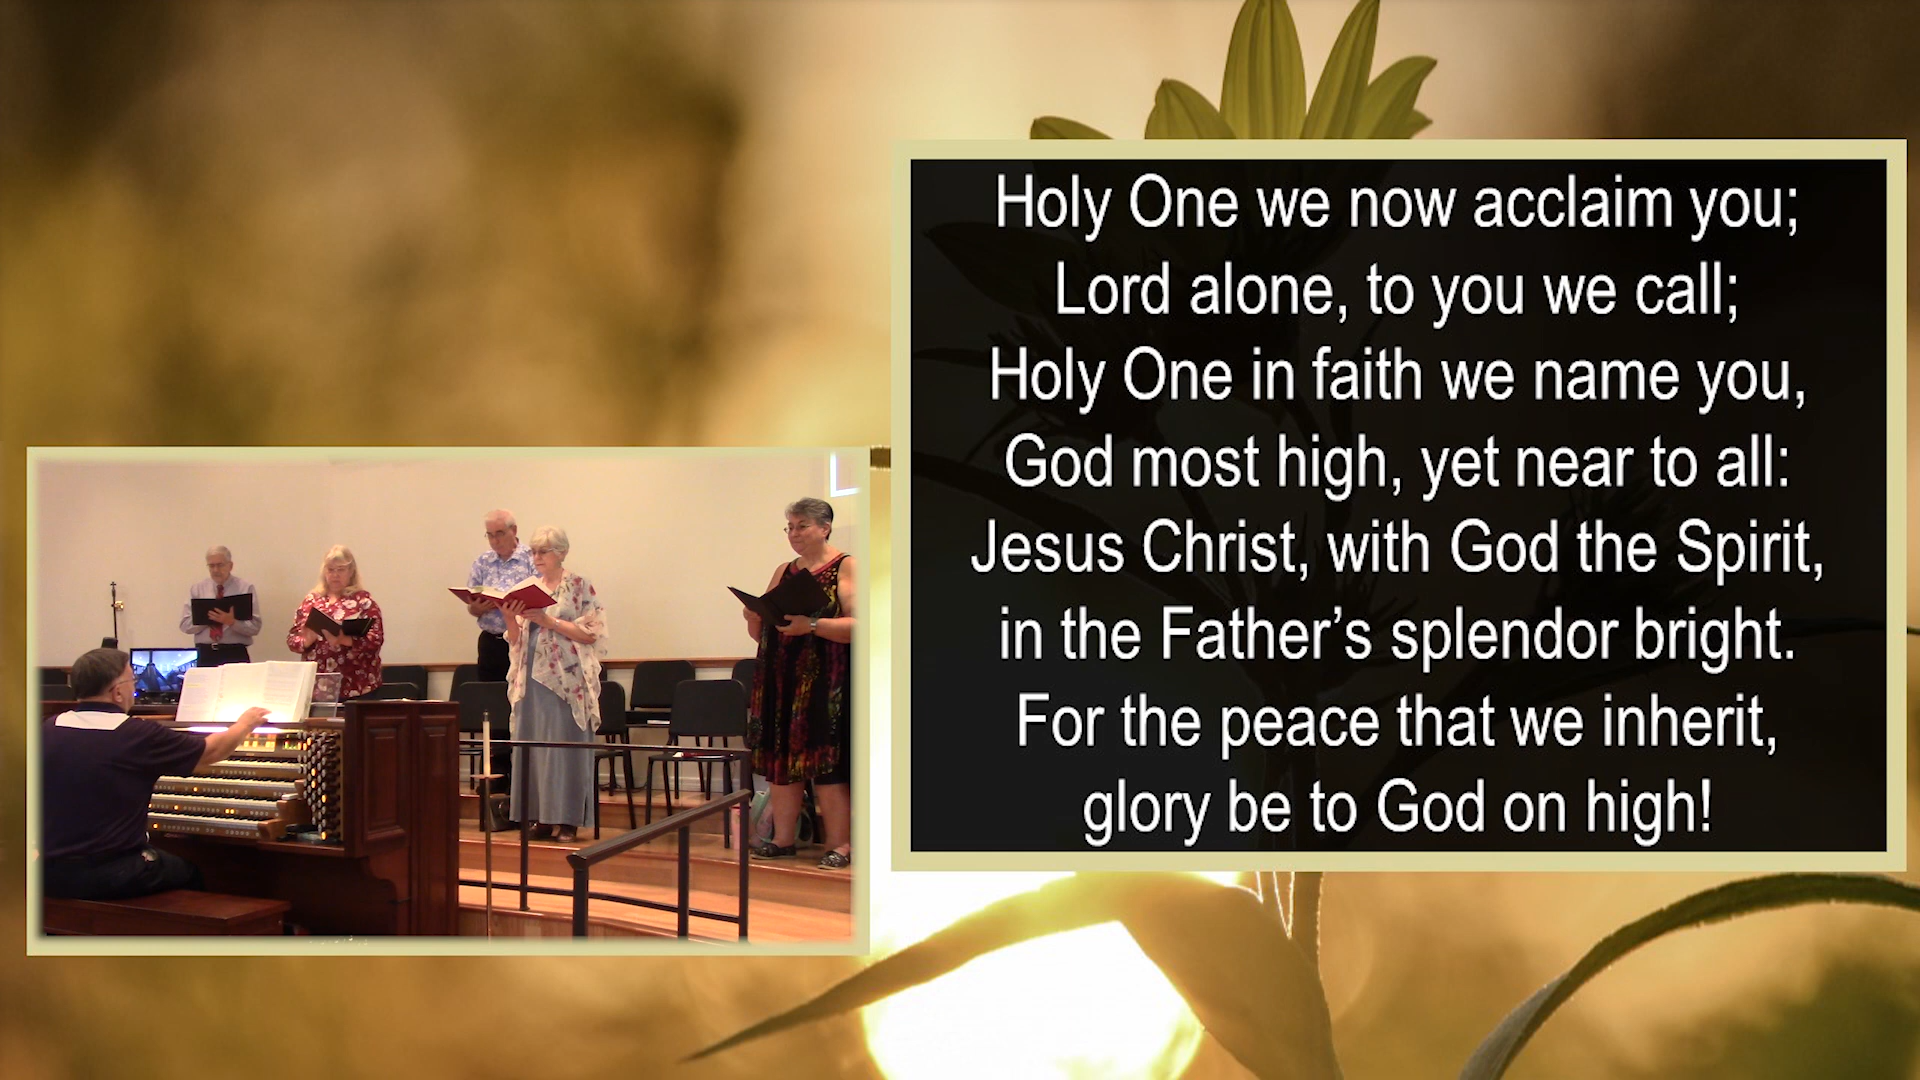 Holy One we now acclaim you;
Lord alone, to you we call;
Holy One in faith we name you,
God most high, yet near to all:
Jesus Christ, with God the Spirit,
in the Father’s splendor bright.
For the peace that we inherit,
glory be to God on high!